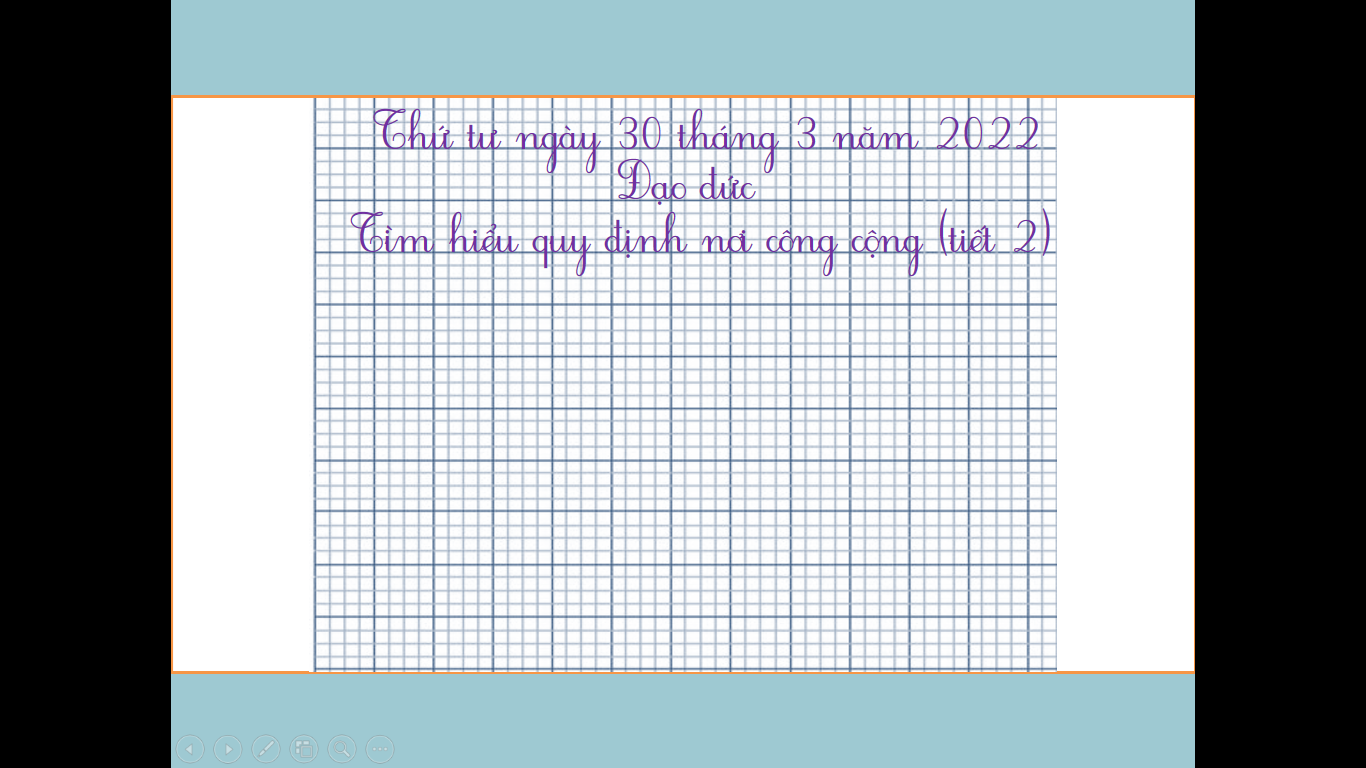 Thứ tư ngày 30 tháng 3 năm 2022
Đạo đức
Tìm hiểu quy định nơi công cộng (tiết 2)